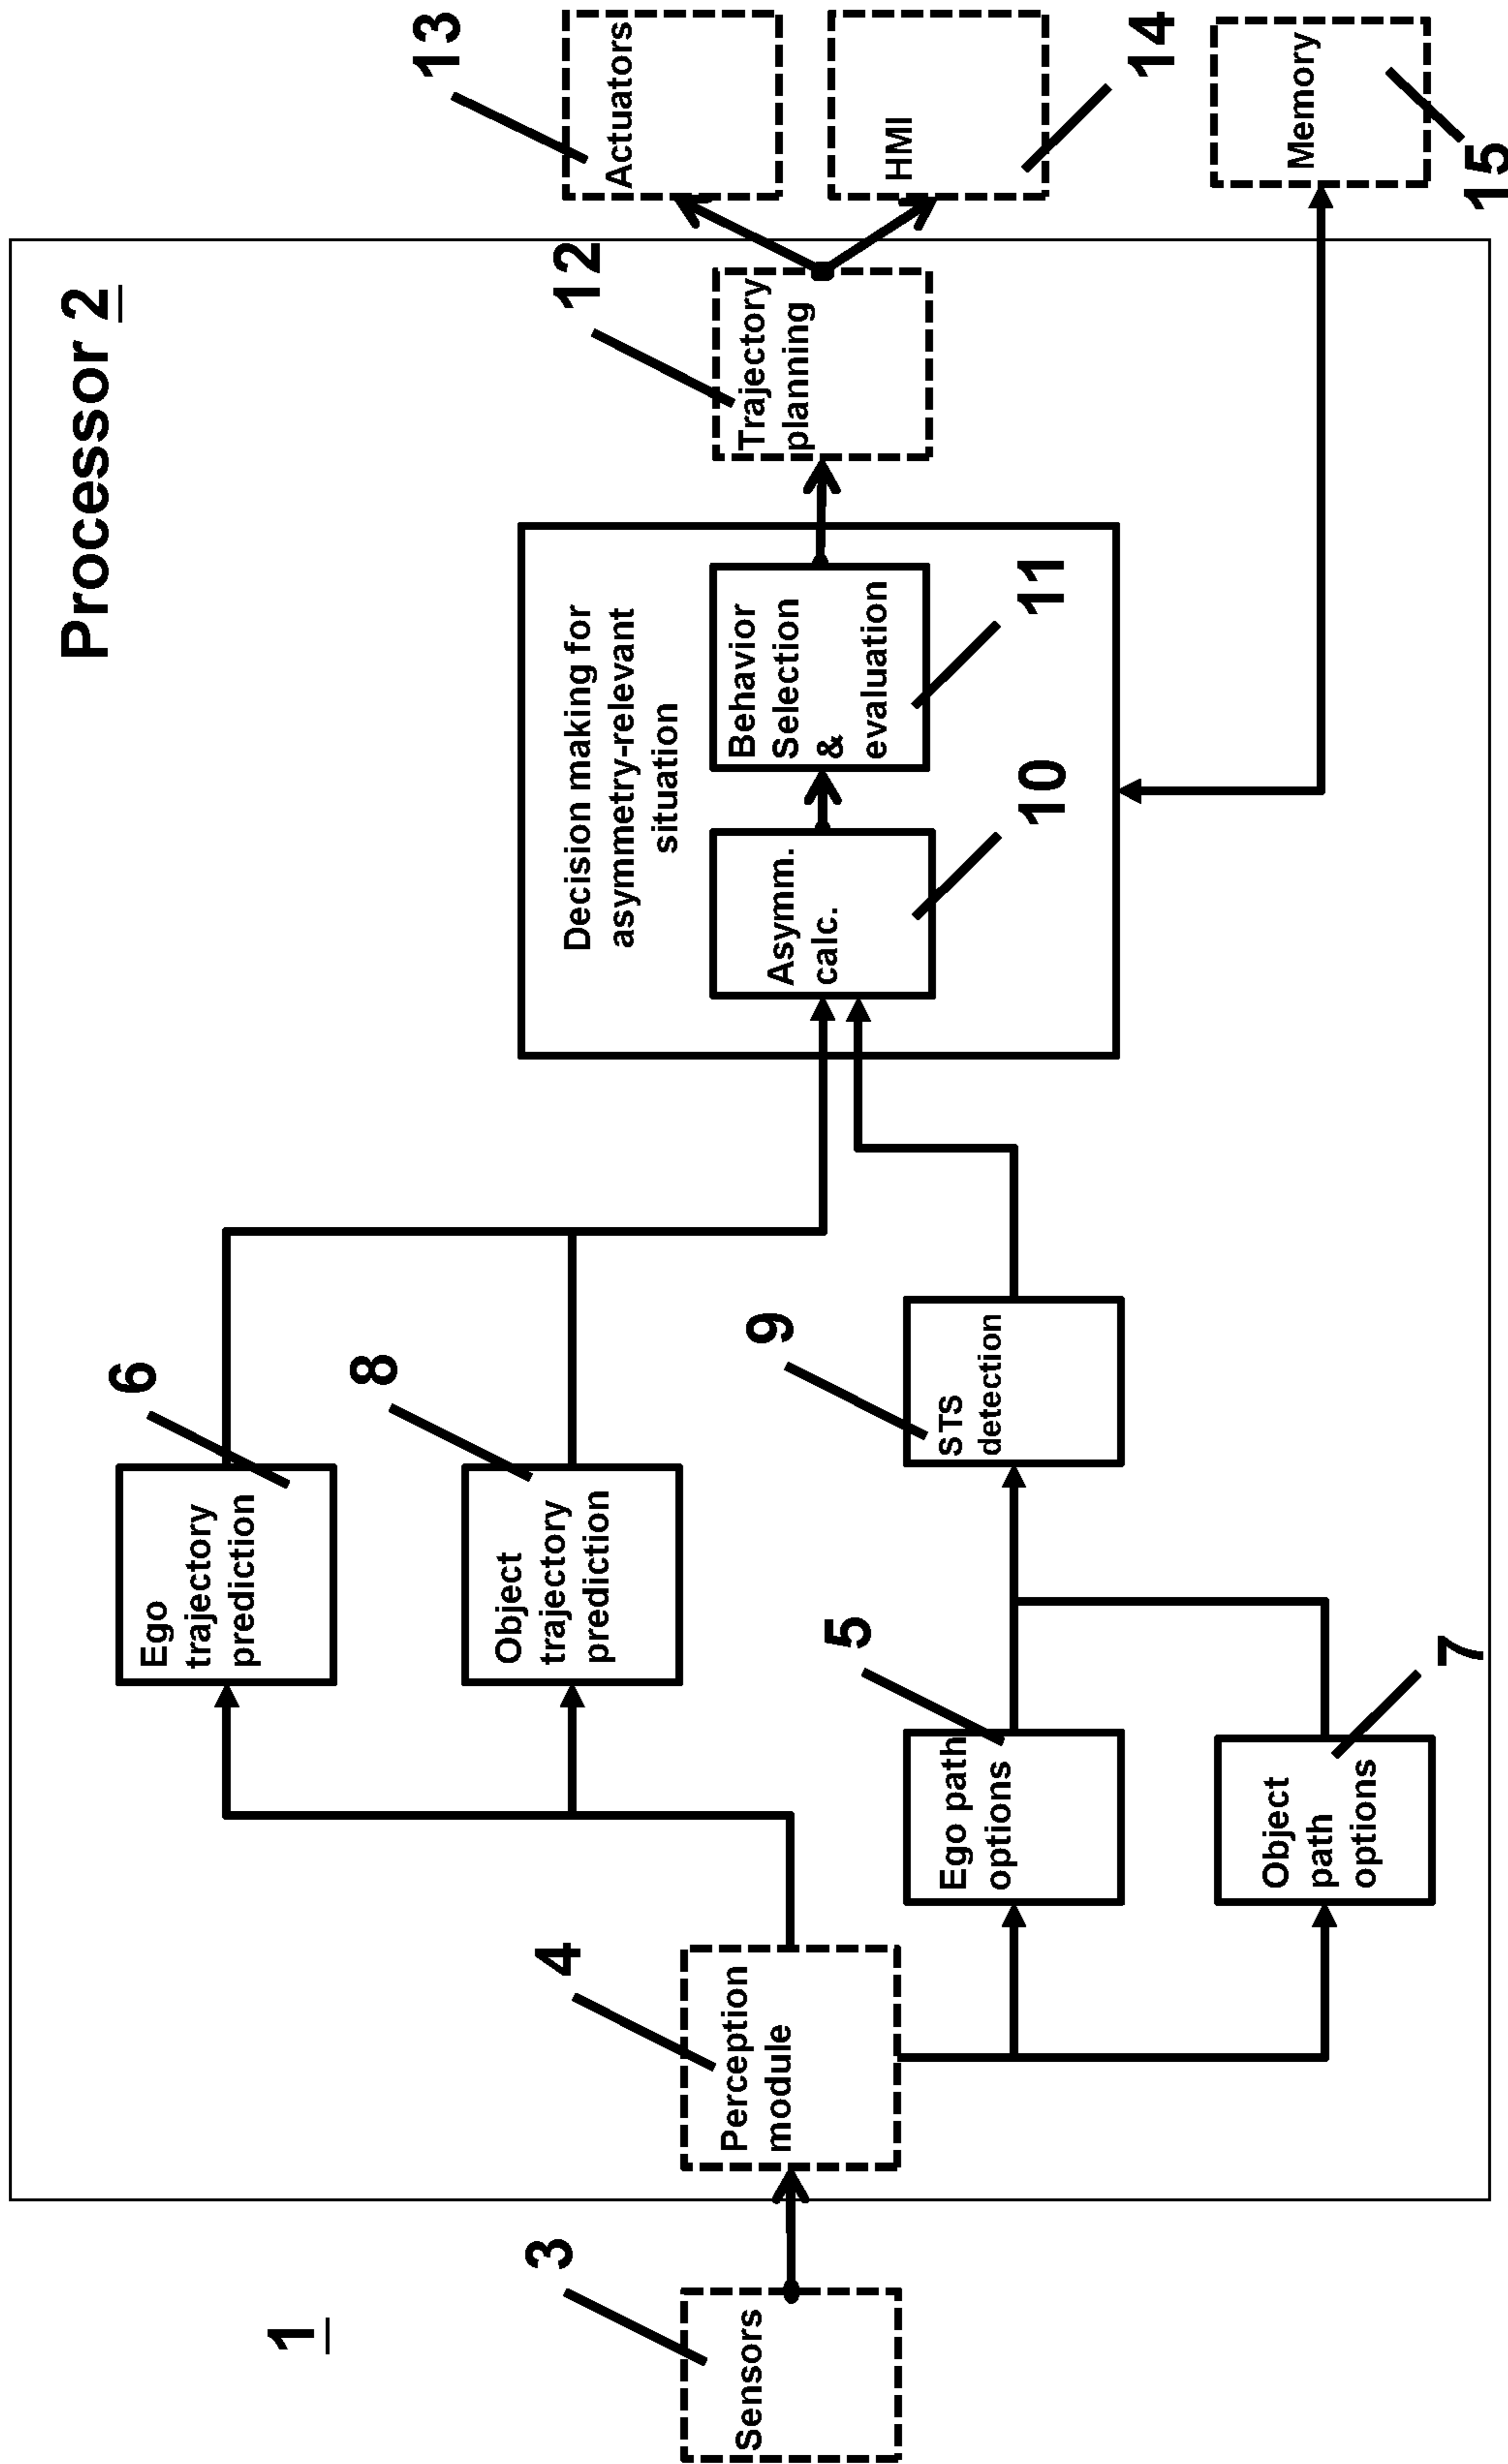 1
Processor 2
3
Sensors
4
Perception
module
6
Ego
trajectory
prediction
8
Object
trajectory
prediction
5
Ego path
options
7
Object
path
options
9
STS
detection
Decision making for
asymmetry-relevant
situation
Asymm.
calc.
10
Behavior
Selection
&
evaluation
11
12
Trajectory
planning
13
Actuators
HMI
14
Memory
15